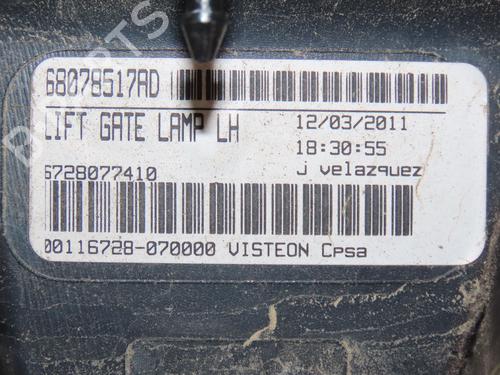 68078517AD
LIFT GATE LAMP LH 12/03/2011
18:30:55
6728077410 j velazquez
00116728-070000 VISTEON Cpsa